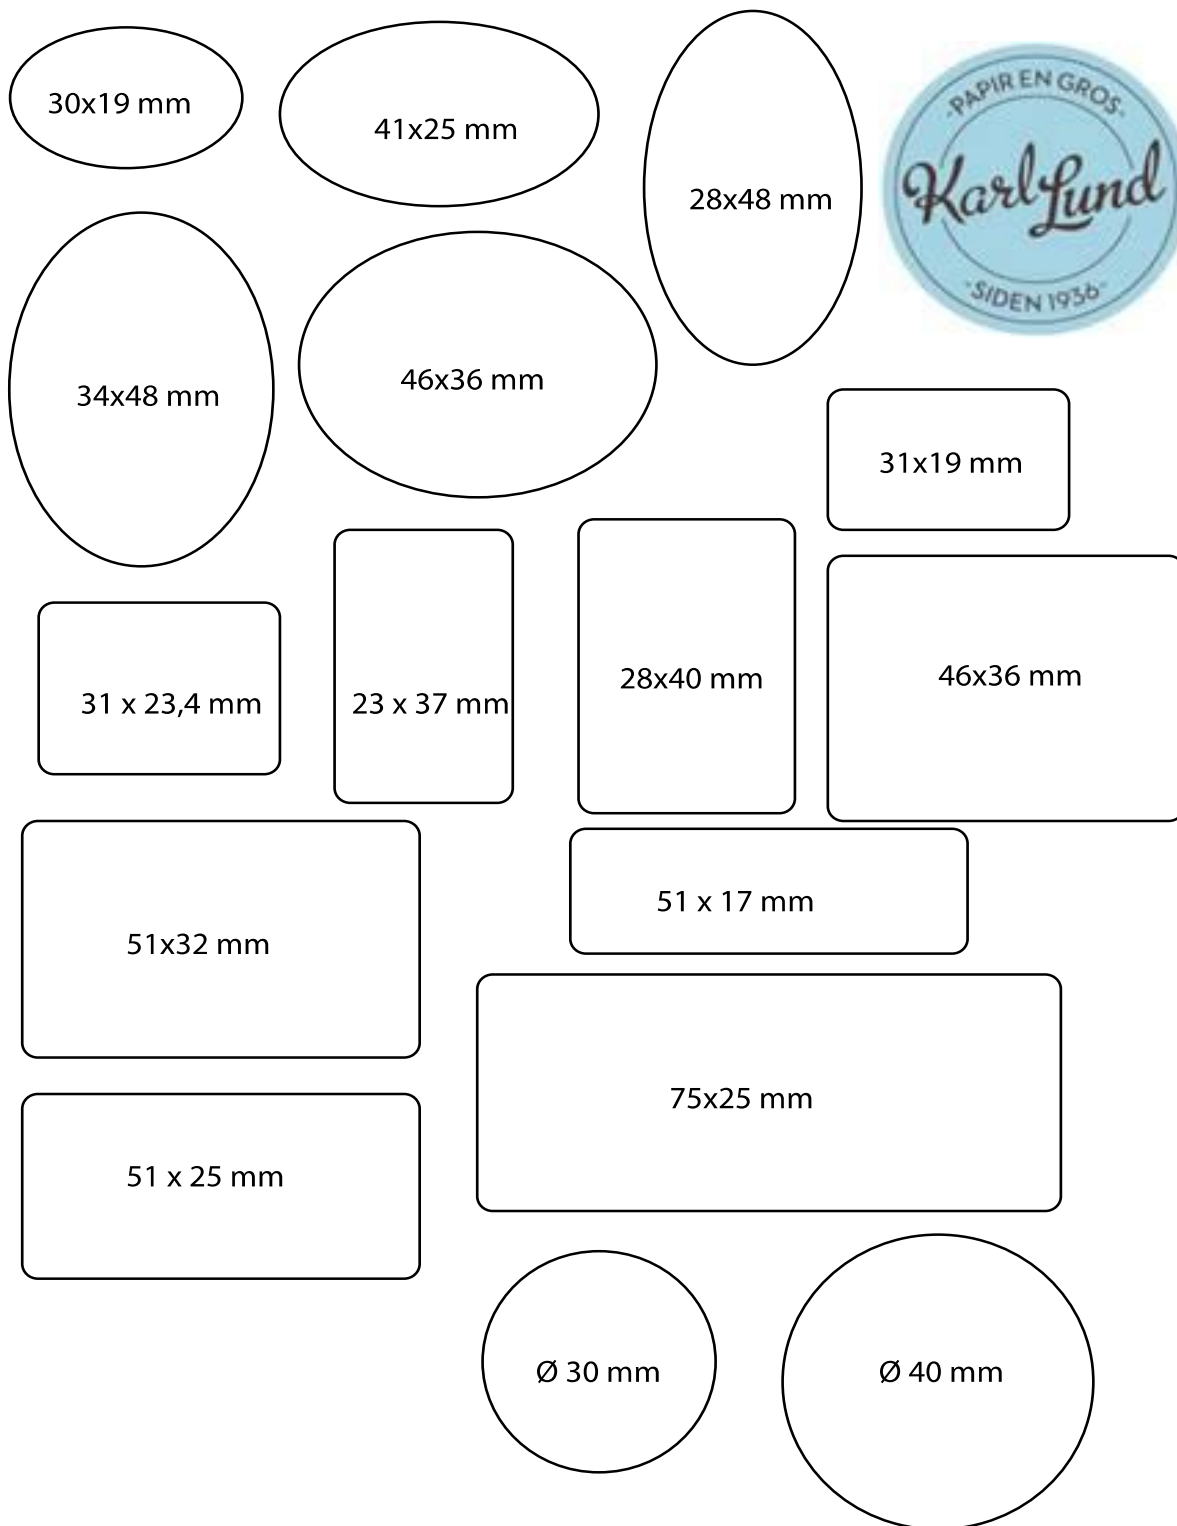 30x19 mm
41x25 mm
28x48 mm
-PAPIR EN GROS-
Karl Lund
-SIDEN 1936-
34x48 mm
46x36 mm
31x19 mm
31 x 23,4 mm
23 x 37 mm
28x40 mm
46x36 mm
51x32 mm
51 x 17 mm
75x25 mm
51 x 25 mm
Ø 30 mm
Ø 40 mm